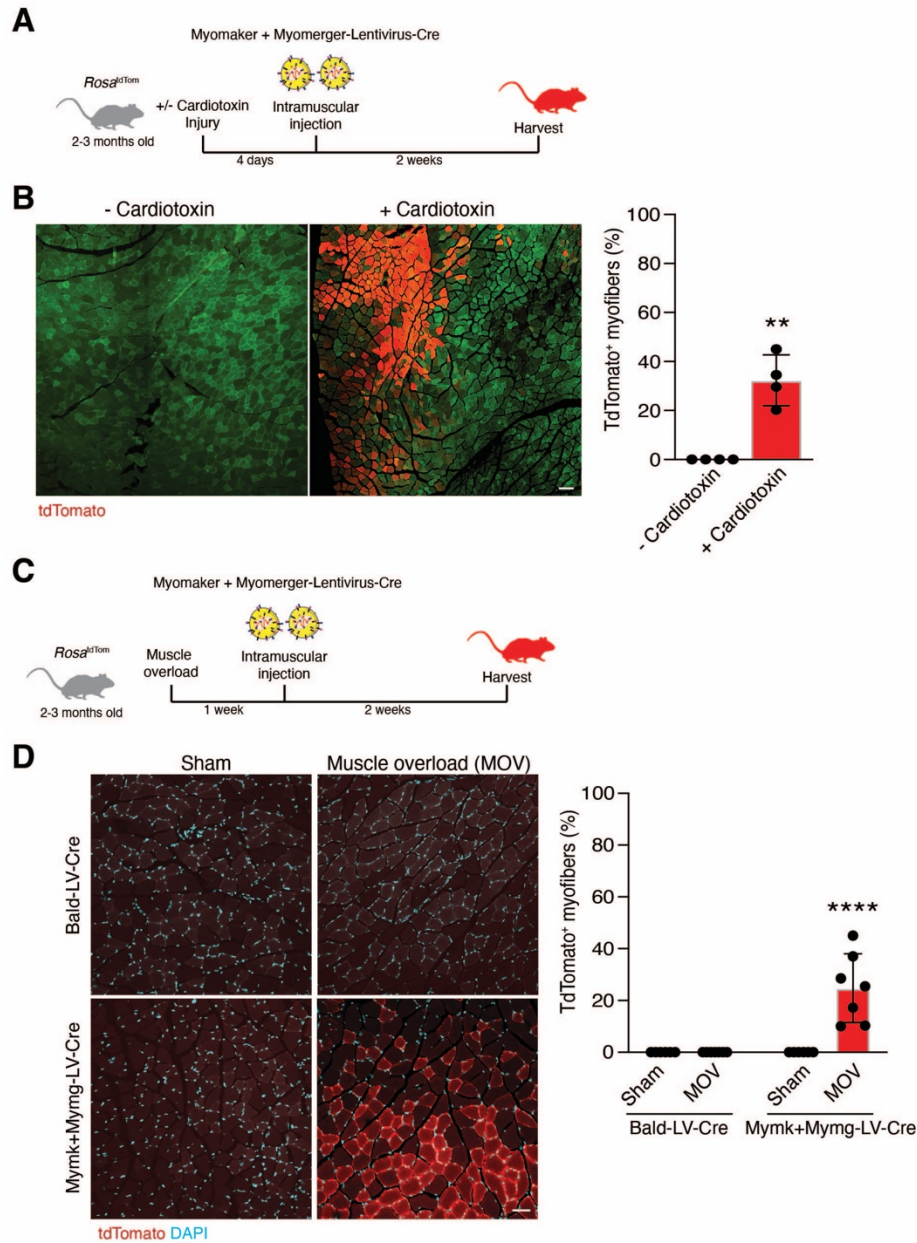 A
Myomaker + Myomerger-Lentivirus-Cre
RosatdTom
2-3 months old
+/- Cardiotoxin
Injury
Intramuscular
injection
Harvest
4 days
2 weeks
B
- Cardiotoxin
+ Cardiotoxin
tdTomato
TdTomato+ myofibers (%)
100
80
60
40
20
0
**
- Cardiotoxin
+ Cardiotoxin
C
Myomaker + Myomerger-Lentivirus-Cre
RosatdTom
2-3 months old
Muscle
overload
Intramuscular
injection
Harvest
1 week
2 weeks
D
Sham
Muscle overload (MOV)
Bald-LV-Cre
Mymk+Mymg-LV-Cre
tdTomato DAPI
TdTomato+ myofibers (%)
100
80
60
40
20
0
****
Sham
MOV
Sham
MOV
Bald-LV-Cre
Mymk+Mymg-LV-Cre